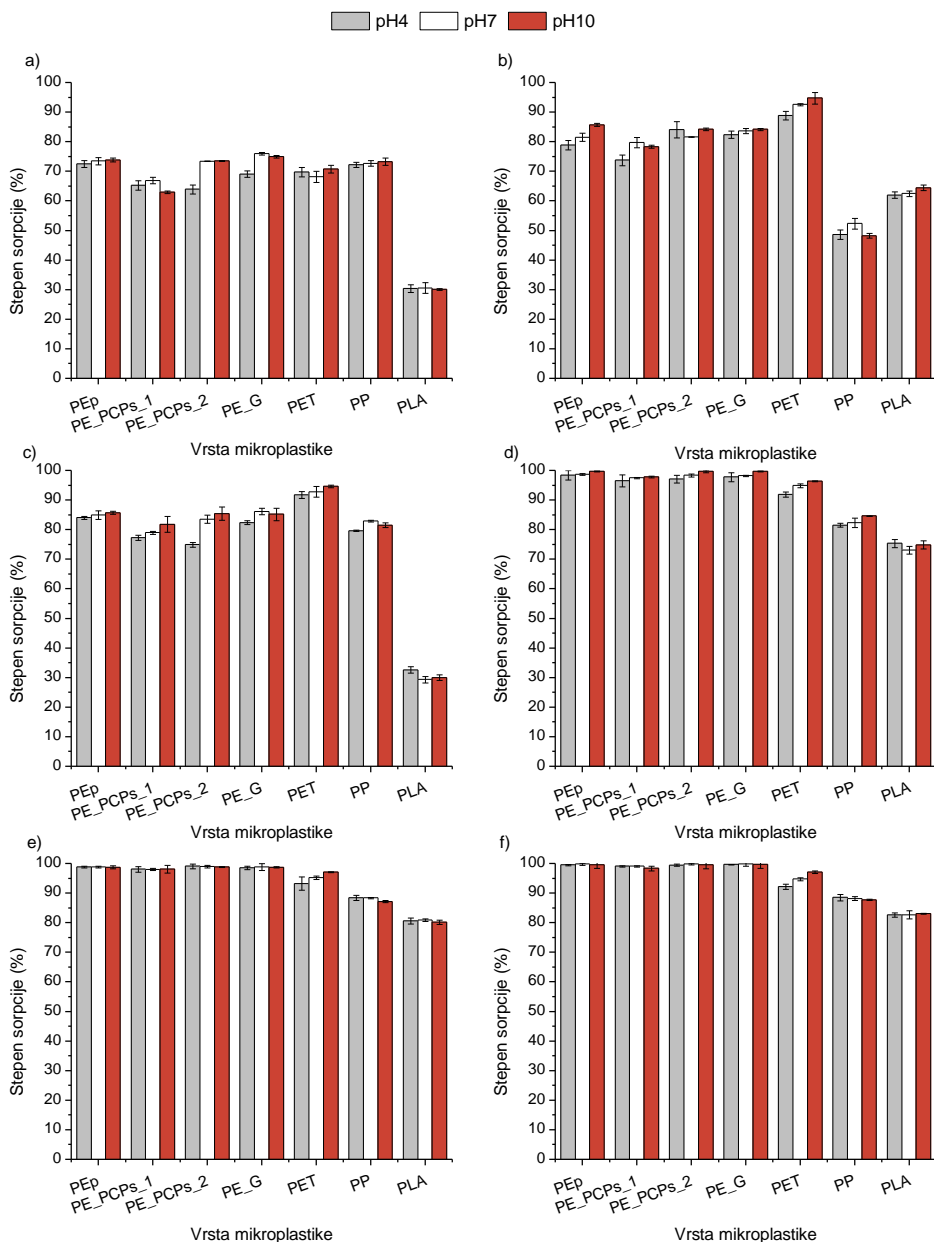 pH4 pH7 pH10
a)
100
90
80
70
60
50
40
30
20
10
0
Stepen sorpcije (%)
PEp
PE_PCPs_1
PE_PCPs_2
PE_G
PET
PP
PLA
Vrsta mikroplastike
b)
100
90
80
70
60
50
40
30
20
10
0
Stepen sorpcije (%)
PEp
PE_PCPs_1
PE_PCPs_2
PE_G
PET
PP
PLA
Vrsta mikroplastike
c)
100
90
80
70
60
50
40
30
20
10
0
Stepen sorpcije (%)
PEp
PE_PCPs_1
PE_PCPs_2
PE_G
PET
PP
PLA
Vrsta mikroplastike
d)
100
90
80
70
60
50
40
30
20
10
0
Stepen sorpcije (%)
PEp
PE_PCPs_1
PE_PCPs_2
PE_G
PET
PP
PLA
Vrsta mikroplastike
e)
100
90
80
70
60
50
40
30
20
10
0
Stepen sorpcije (%)
PEp
PE_PCPs_1
PE_PCPs_2
PE_G
PET
PP
PLA
Vrsta mikroplastike
f)
100
90
80
70
60
50
40
30
20
10
0
Stepen sorpcije (%)
PEp
PE_PCPs_1
PE_PCPs_2
PE_G
PET
PP
PLA
Vrsta mikroplastike